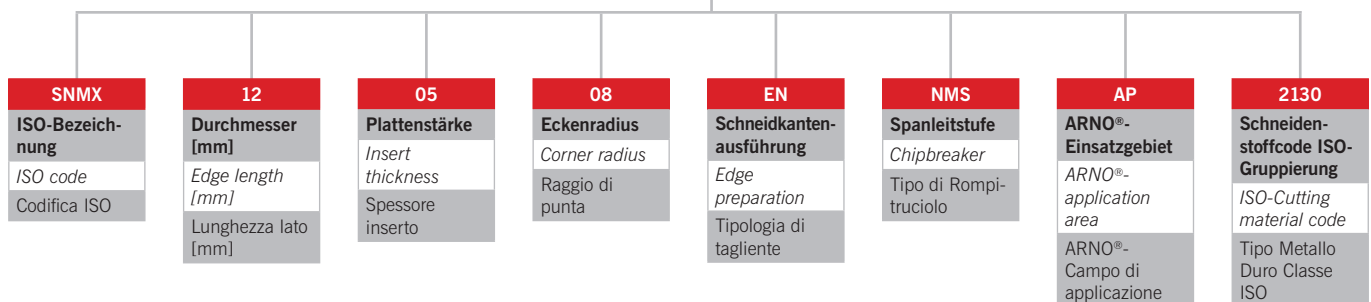 SNMX
ISO-Bezeich-
nung
ISO code
Codifica ISO
12
Durchmesser
[mm]
Edge length
[mm]
Lunghezza lato
[mm]
05
Plattenstärke
Insert
thickness
Spessore
inserto
08
Eckenradius
Corner radius
Raggio di
punta
EN
Schneidkanten-
ausführung
Edge
preparation
Tipologia di
tagliente
NMS
Spanleitstufe
Chipbreaker
Tipo di Rompi-
truciolo
AP
ARNO®-
Einsatzgebiet
ARNO®-
application
area
ARNO®-
Campo di
applicazione
2130
Schneiden-
stoffcode ISO-
Gruppierung
ISO-Cutting
material code
Tipo Metallo
Duro Classe
ISO